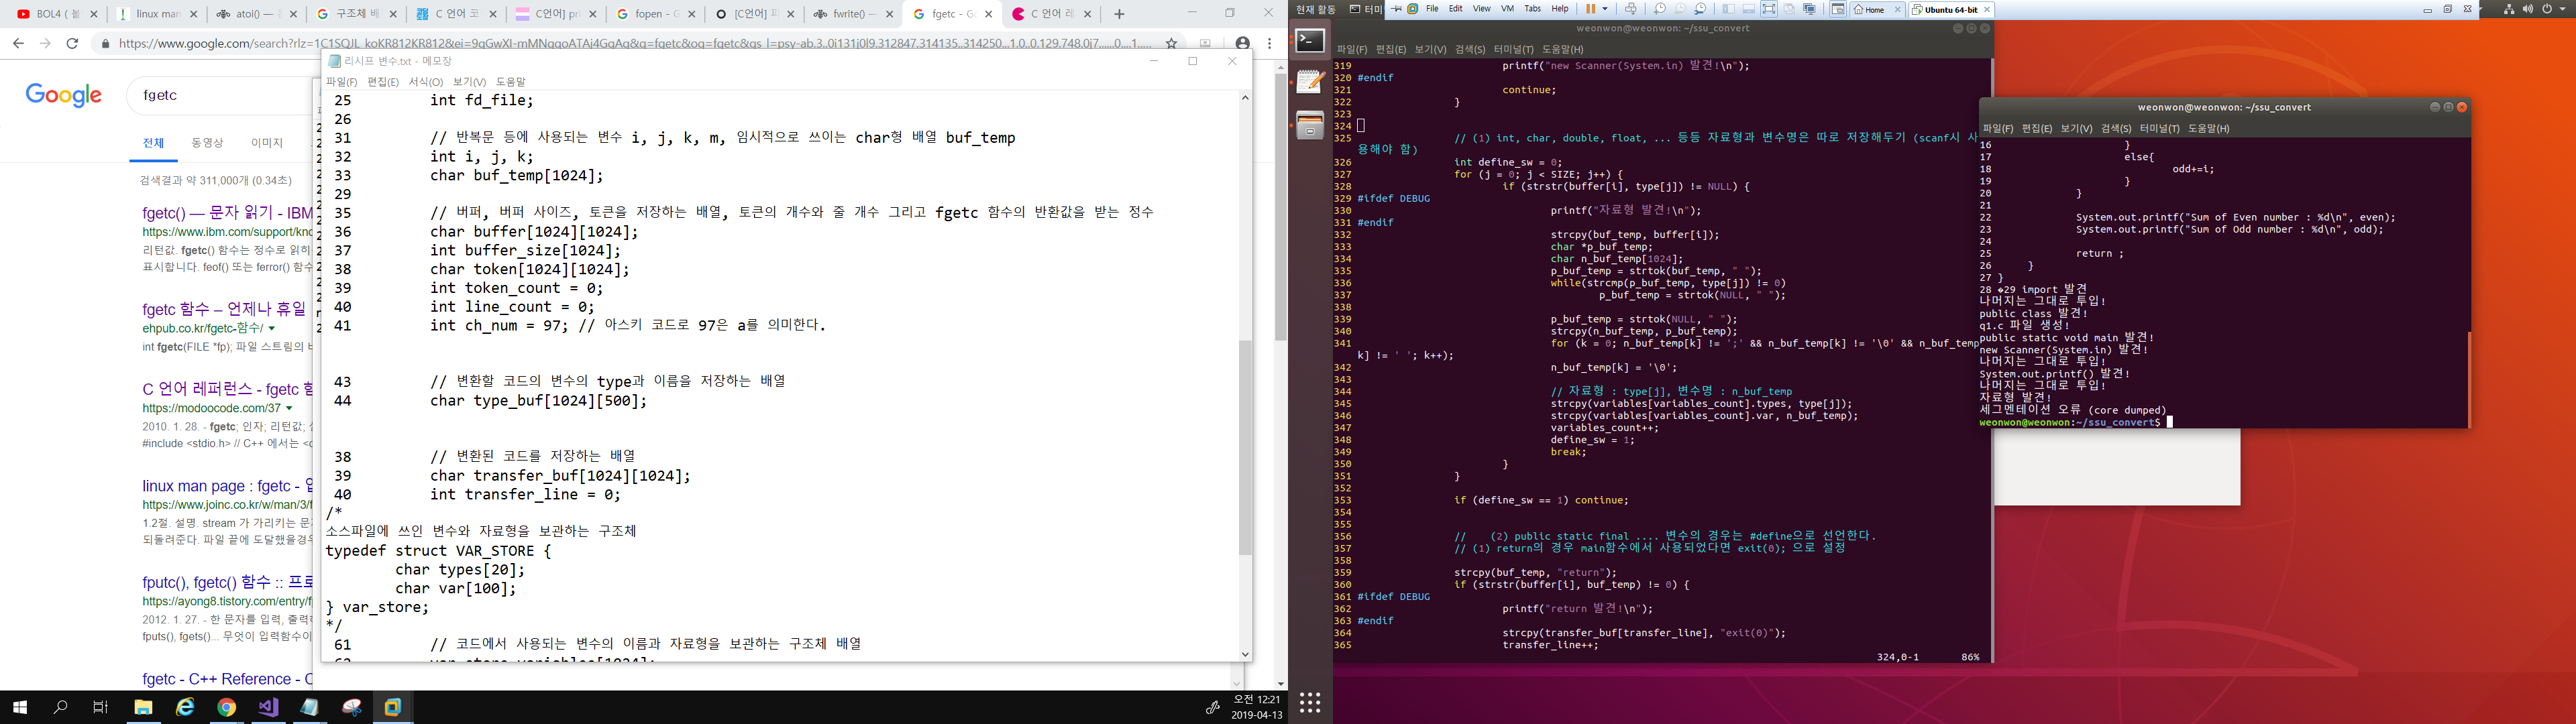 BOL4 ( 볼
linux man
atoi() —
구조체 배
C 언어 코
C언어] pri
fopen - G
[C언어] 파
fwrite() —
fgetc - Go
C 언어 레
Google
fgetc
전체 동영상 이미지
검색결과 약 311,000개 (0.34초)
fgetc() — 문자 읽기 - IBM
https://www.ibm.com/support/kno
리턴값. fgetc() 함수는 정수로 읽히
표시합니다. feof() 또는 ferror() 함수
fgetc 함수 – 언제나 휴일
ehpub.co.kr/fgetc-함수/
int fgetc(FILE *fp); 파일 스트림의 버
C 언어 레퍼런스 - fgetc 함
https://modoocode.com/37
2010. 1. 28. - fgetc; 인자; 리턴값;
#include <stdio.h> // C++ 에서는 <c
linux man page : fgetc -
https://www.joinc.co.kr/w/man/3/f
1.2절. 설명. stream 가 가리키는 문
되돌려준다. 파일 끝에 도달했을경우
fputc(), fgetc() 함수 :: 프로
https://ayong8.tistory.com/entry/f
2012. 1. 27. - 한 문자를 입력, 출력하
fputs(), fgets()... 무엇이 입력함수이
fgetc - C++ Reference - C
리시프 변수.txt - 메모장
파일(F) 편집(E) 서식(O) 보기(V) 도움말
25 int fd_file;
26
31 // 반복문 등에 사용되는 변수 i, j, k, m, 임시적으로 쓰이는 char형 배열 buf_temp
32 int i, j, k;
33 char buf_temp[1024];
29
35 // 버퍼, 버퍼 사이즈, 토큰을 저장하는 배열, 토큰의 개수와 줄 개수 그리고 fgetc 함수의 반환값을 받는 정수
36 char buffer[1024][1024];
37 int buffer_size[1024];
38 char token[1024][1024];
39 int token_count = 0;
40 int line_count = 0;
41 int ch_num = 97; // 아스키 코드로 97은 a를 의미한다.
43 // 변환할 코드의 변수의 type과 이름을 저장하는 배열
44 char type_buf[1024][500];
38 // 변환된 코드를 저장하는 배열
39 char transfer_buf[1024][1024];
40 int transfer_line = 0;
/*
소스파일에 쓰인 변수와 자료형을 보관하는 구조체
typedef struct VAR_STORE {
char types[20];
char var[100];
} var_store;
*/
61 // 코드에서 사용되는 변수의 이름과 자료형을 보관하는 구조체 배열
62 var_store variables[1024];
오전 12:21
2019-04-13
현재 활동
File Edit View VM Tabs Help
Home
Ubuntu 64-bit
weonwon@weonwon: ~/ssu_convert
파일(F) 편집(E) 보기(V) 검색(S) 터미널(T) 도움말(H)
319 printf("new Scanner(System.in) 발견!\n");
320 #endif
321 continue;
322 }
323
324
325 // (1) int, char, double, float, ... 등등 자료형과 변수명은 따로 저장해두기 (scanf시 사
용해야 함)
326 int define_sw = 0;
327 for (j = 0; j < SIZE; j++) {
328 if (strstr(buffer[i], type[j]) != NULL) {
329 #ifdef DEBUG
330 printf("자료형 발견!\n");
331 #endif
332 strcpy(buf_temp, buffer[i]);
333 char *p_buf_temp;
334 char n_buf_temp[1024];
335 p_buf_temp = strtok(buf_temp, " ");
336 while(strcmp(p_buf_temp, type[j]) != 0)
337 p_buf_temp = strtok(NULL, " ");
338
339 p_buf_temp = strtok(NULL, " ");
340 strcpy(n_buf_temp, p_buf_temp);
341 for (k = 0; n_buf_temp[k] != ';' && n_buf_temp[k] != '\0' && n_buf_temp[
k] != ' '; k++);
342 n_buf_temp[k] = '\0';
343
344 // 자료형 : type[j], 변수명 : n_buf_temp
345 strcpy(variables[variables_count].types, type[j]);
346 strcpy(variables[variables_count].var, n_buf_temp);
347 variables_count++;
348 define_sw = 1;
349 break;
350 }
351 }
352
353 if (define_sw == 1) continue;
354
355
356 // (2) public static final .... 변수의 경우는 #define으로 선언한다.
357 // (1) return의 경우 main함수에서 사용되었다면 exit(0); 으로 설정
358
359 strcpy(buf_temp, "return");
360 if (strstr(buffer[i], buf_temp) != 0) {
361 #ifdef DEBUG
362 printf("return 발견!\n");
363 #endif
364 strcpy(transfer_buf[transfer_line], "exit(0)");
365 transfer_line++;
324,0-1 86%
weonwon@weonwon: ~/ssu_convert
파일(F) 편집(E) 보기(V) 검색(S) 터미널(T) 도움말(H)
16 }
17 else{
18 odd+=i;
19 }
20 }
21
22 System.out.printf("Sum of Even number : %d\n", even);
23 System.out.printf("Sum of Odd number : %d\n", odd);
24
25 return ;
26 }
27 }
28 �29 import 발견
나머지는 그대로 투입!
public class 발견!
q1.c 파일 생성!
public static void main 발견!
new Scanner(System.in) 발견!
나머지는 그대로 투입!
System.out.printf() 발견!
나머지는 그대로 투입!
자료형 발견!
세그멘테이션 오류 (core dumped)
weonwon@weonwon:~/ssu_convert$